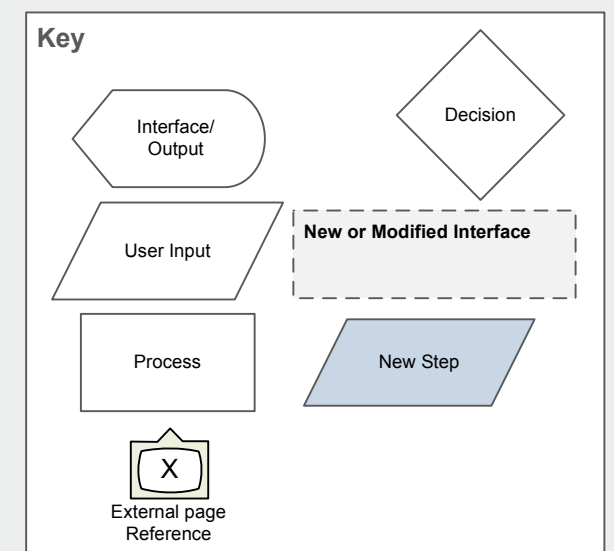 Key
Interface/
Output
Decision
User Input
New or Modified Interface
Process
New Step
X
External page
Reference